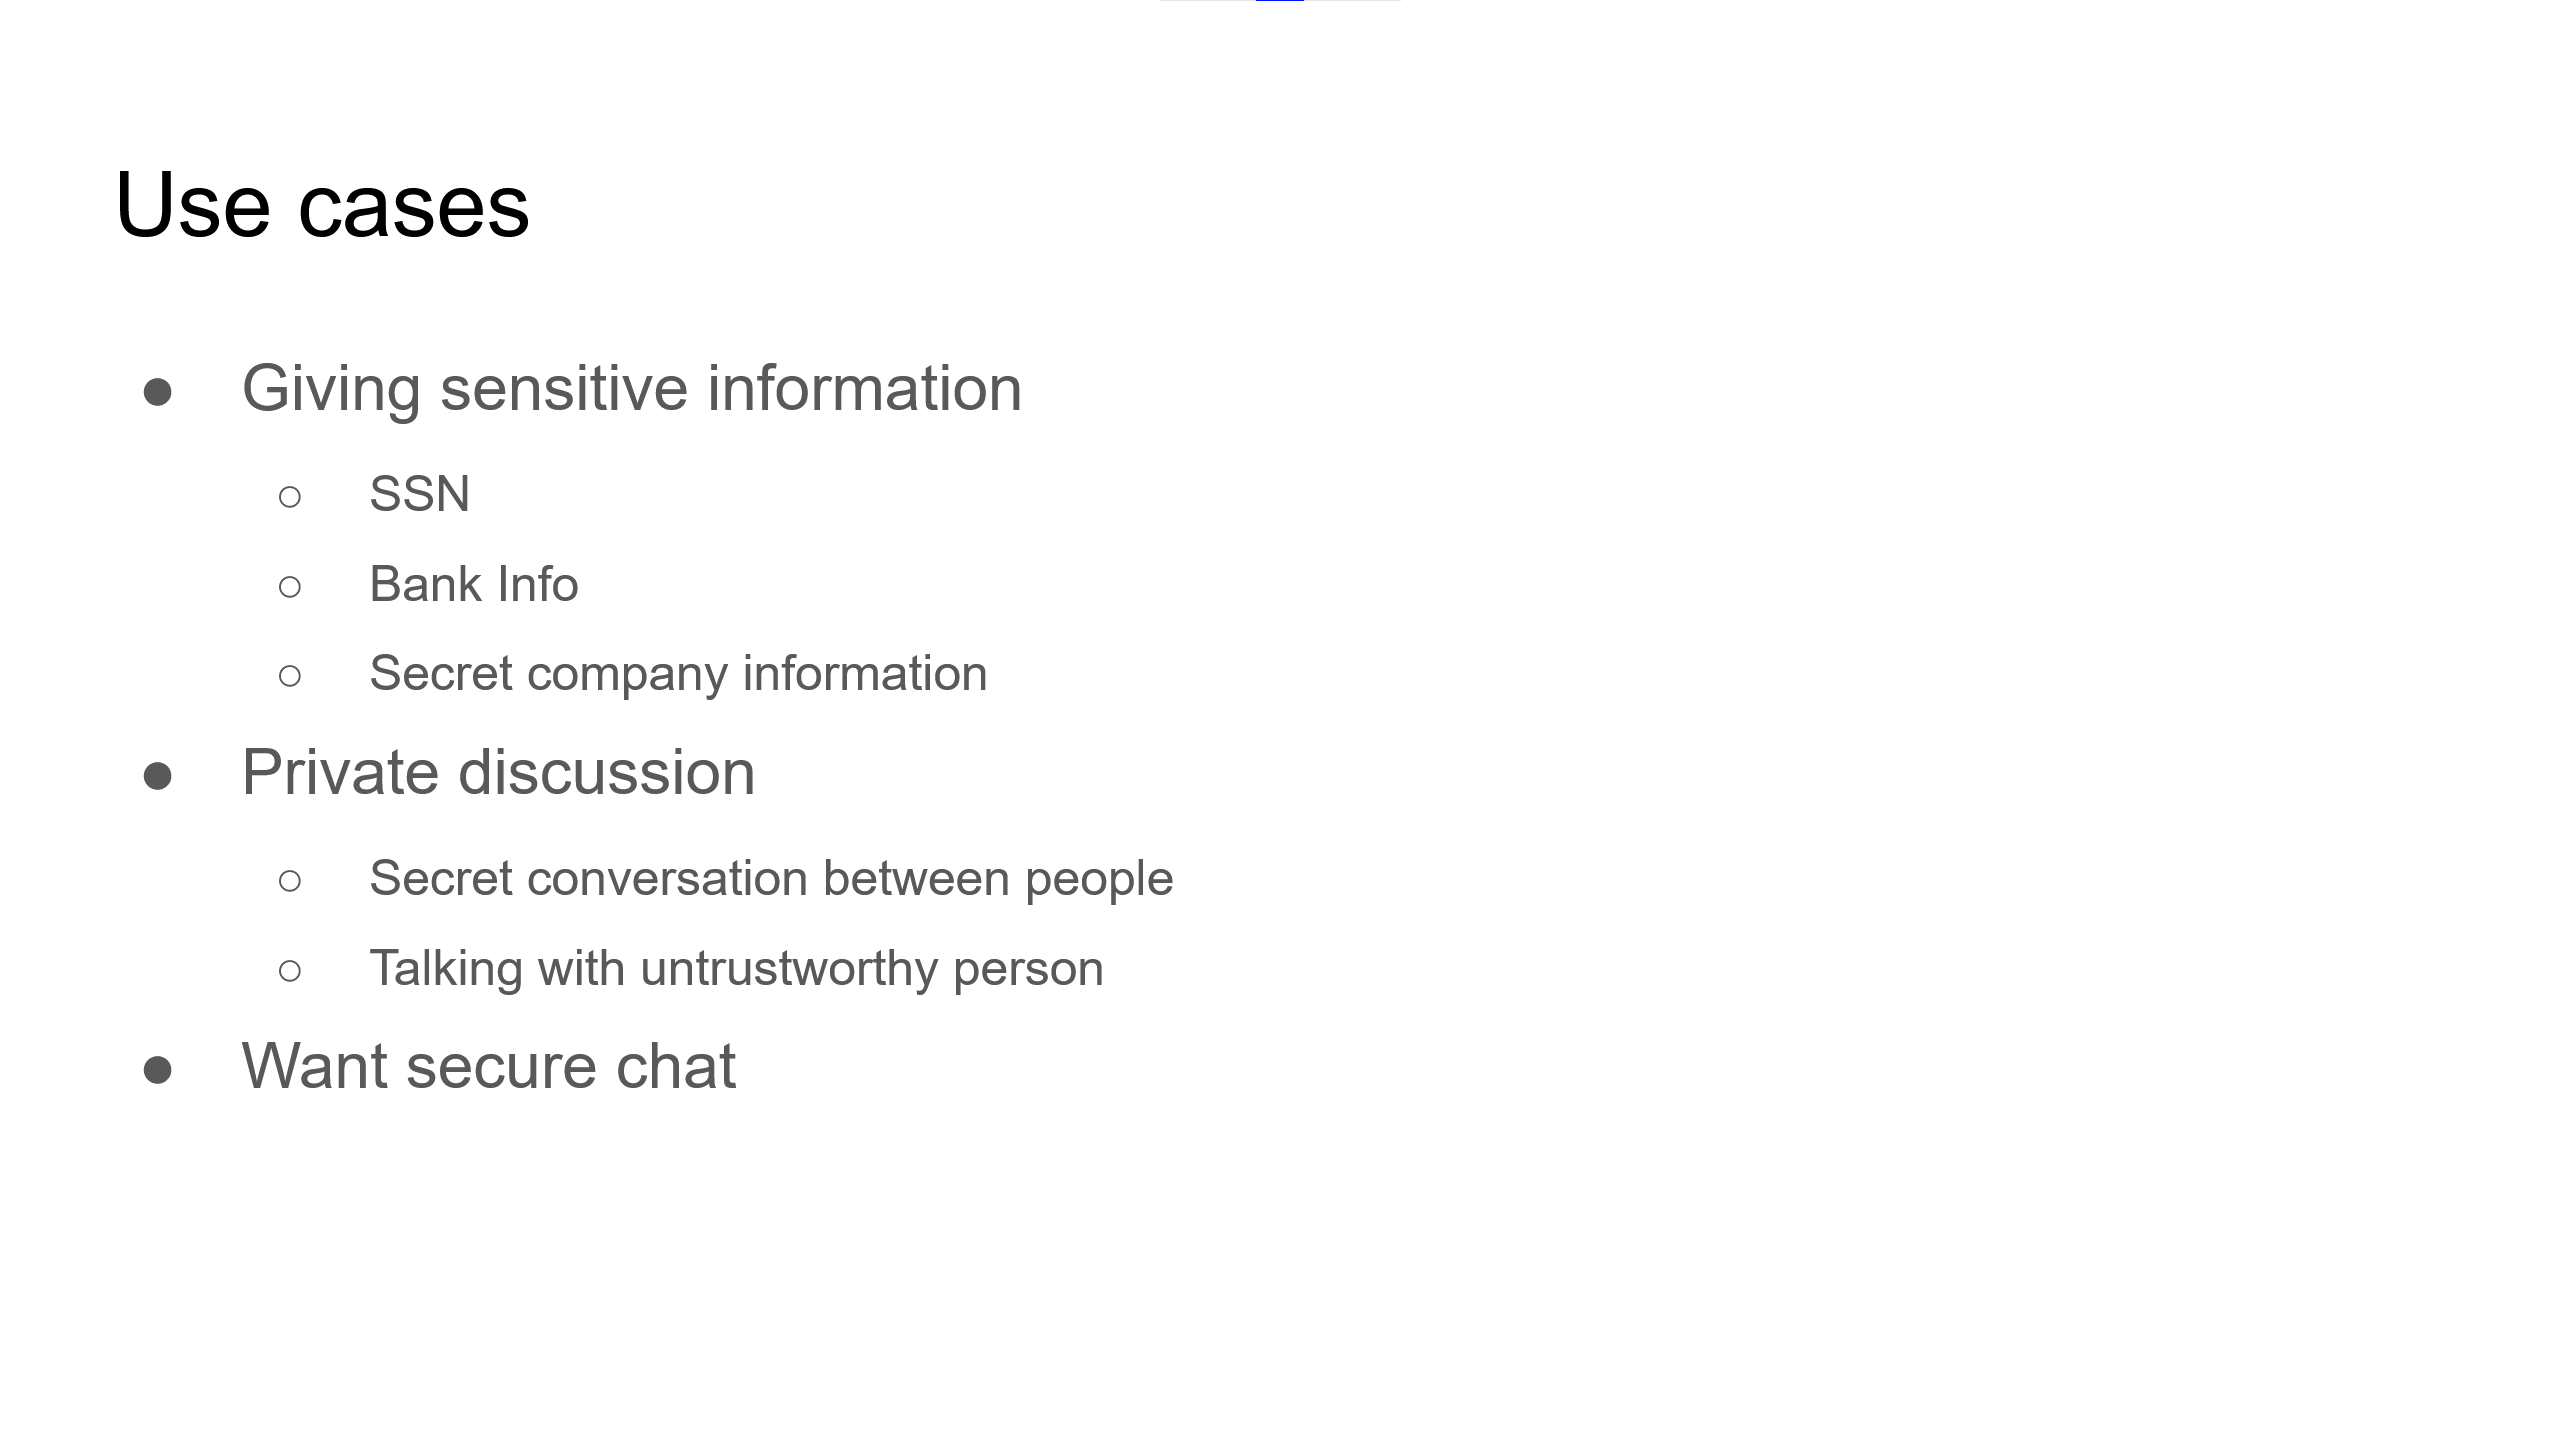 Use cases
● Giving sensitive information
○ SSN
○ Bank Info
○ Secret company information
● Private discussion
○ Secret conversation between people
○ Talking with untrustworthy person
● Want secure chat